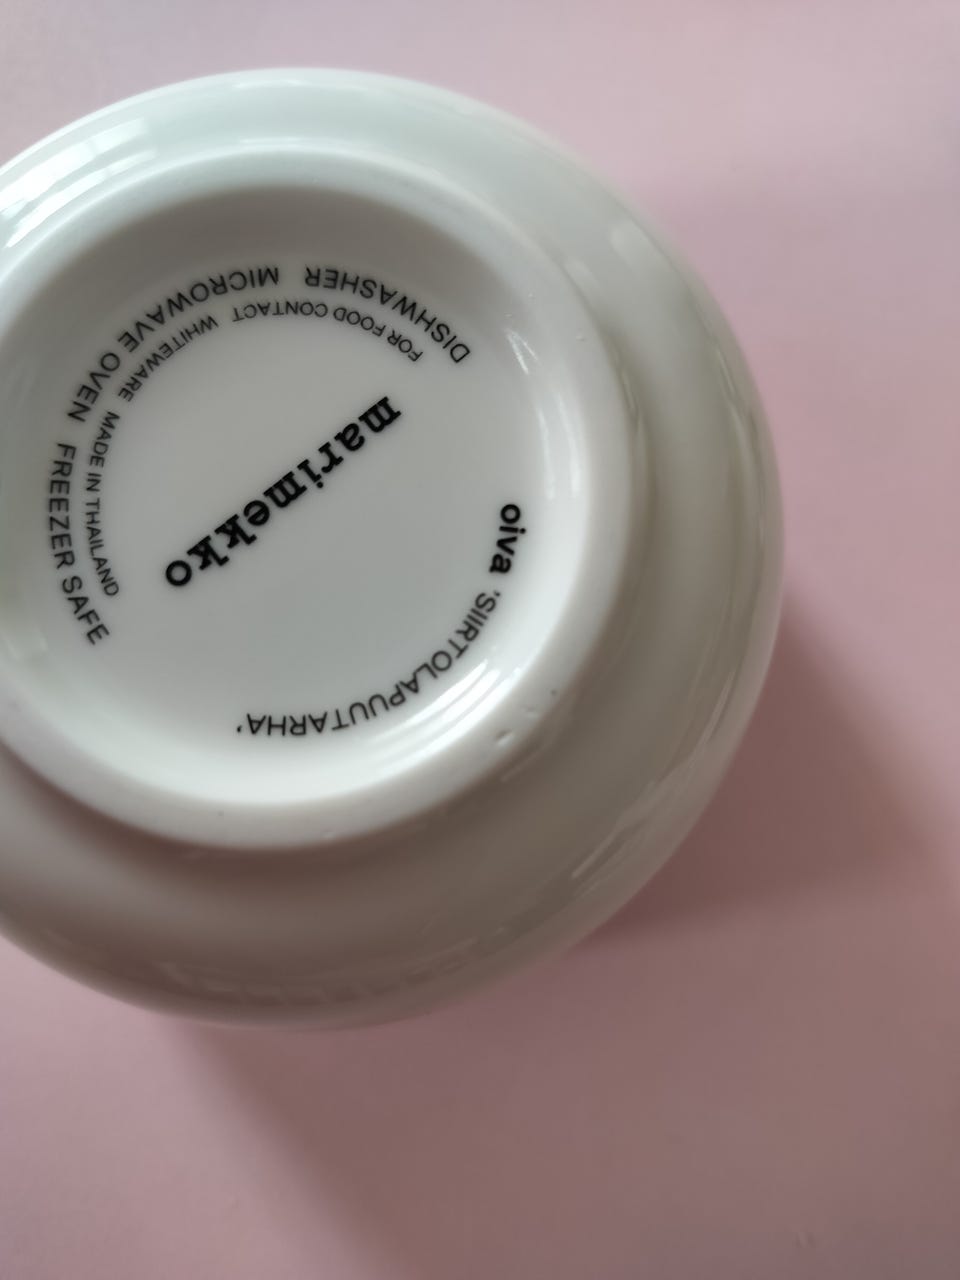 oiva 'SIIRTOLAPUUTARHA'
marimekko
FOR FOOD CONTACT WHITEWARE MADE IN THAILAND
DISHWASHER MICROWAVE OVEN FREEZER SAFE